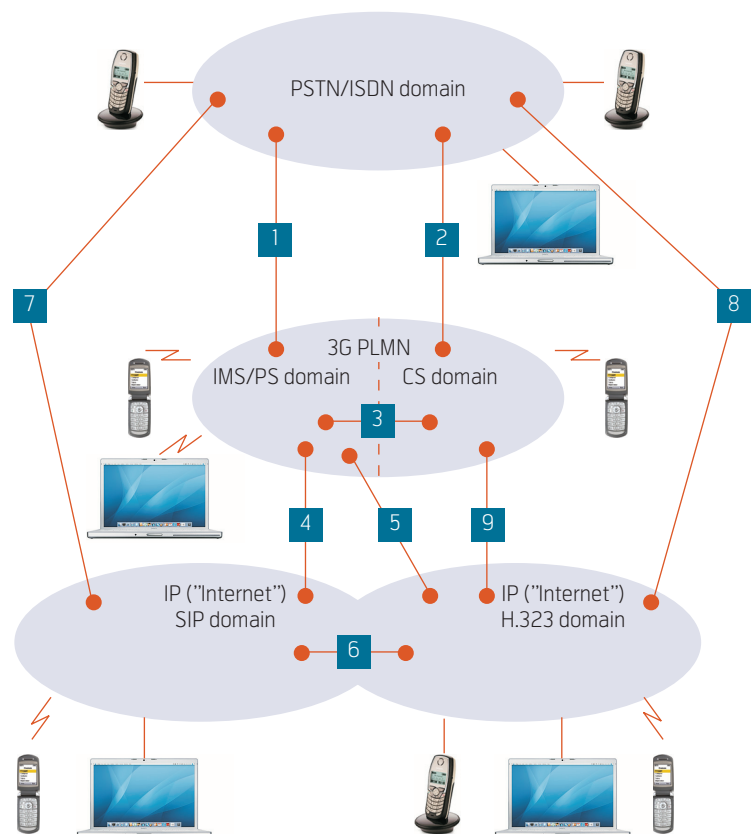 PSTN/ISDN domain
1
2
7
8
3G PLMN
IMS/PS domain
CS domain
3
4
5
9
IP ("Internet")
SIP domain
IP ("Internet")
H.323 domain
6